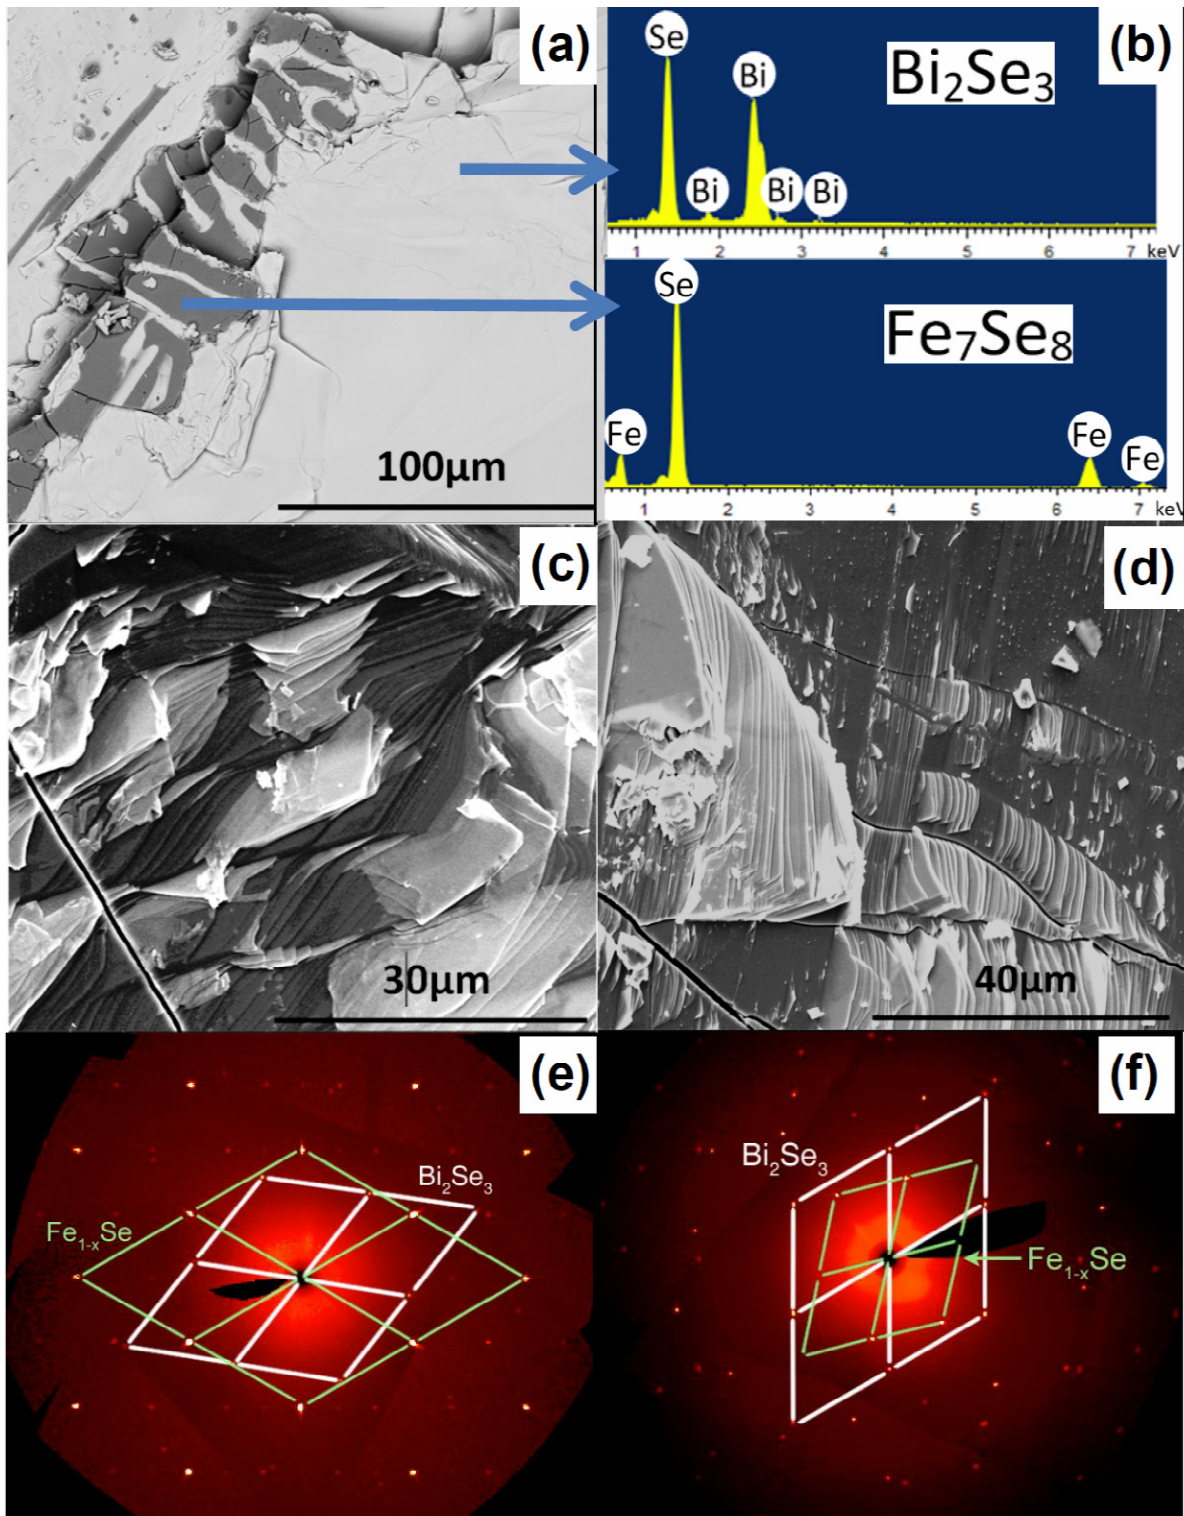 (a)
100µm
(b)
Se
Bi
Bi₂Se₃
Bi
Bi
Bi
1 2 3 4 5 6 7 keV
Se
Fe₇Se₈
Fe
Fe
Fe
1 2 3 4 5 6 7 keV
(c)
30µm
(d)
40µm
(e)
Bi₂Se₃
Fe₁₋ₓSe
(f)
Bi₂Se₃
Fe₁₋ₓSe